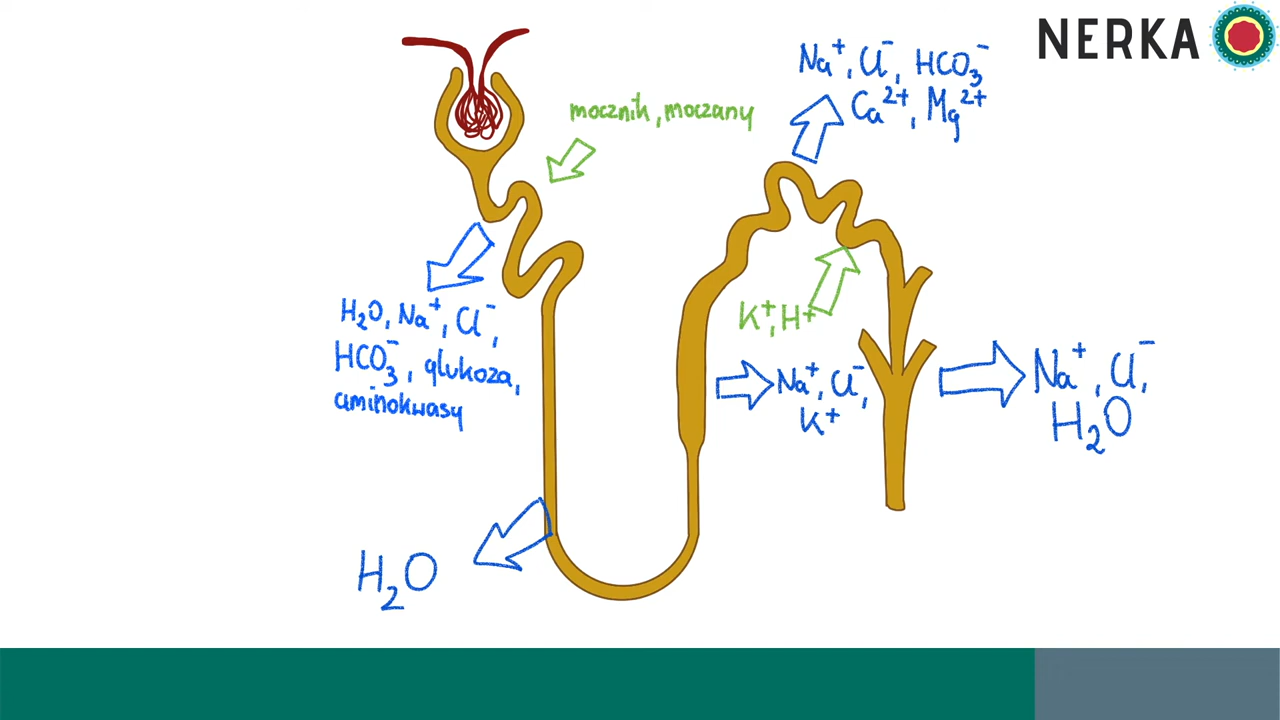 NERKA
Na⁺, Cl⁻, HCO₃⁻
Ca²⁺, Mg²⁺
mocznik, moczany
H₂O, Na⁺, Cl⁻,
HCO₃⁻, glukoza,
aminokwasy
K⁺, H⁺
Na⁺, Cl⁻,
K⁺
Na⁺, Cl⁻,
H₂O
H₂O